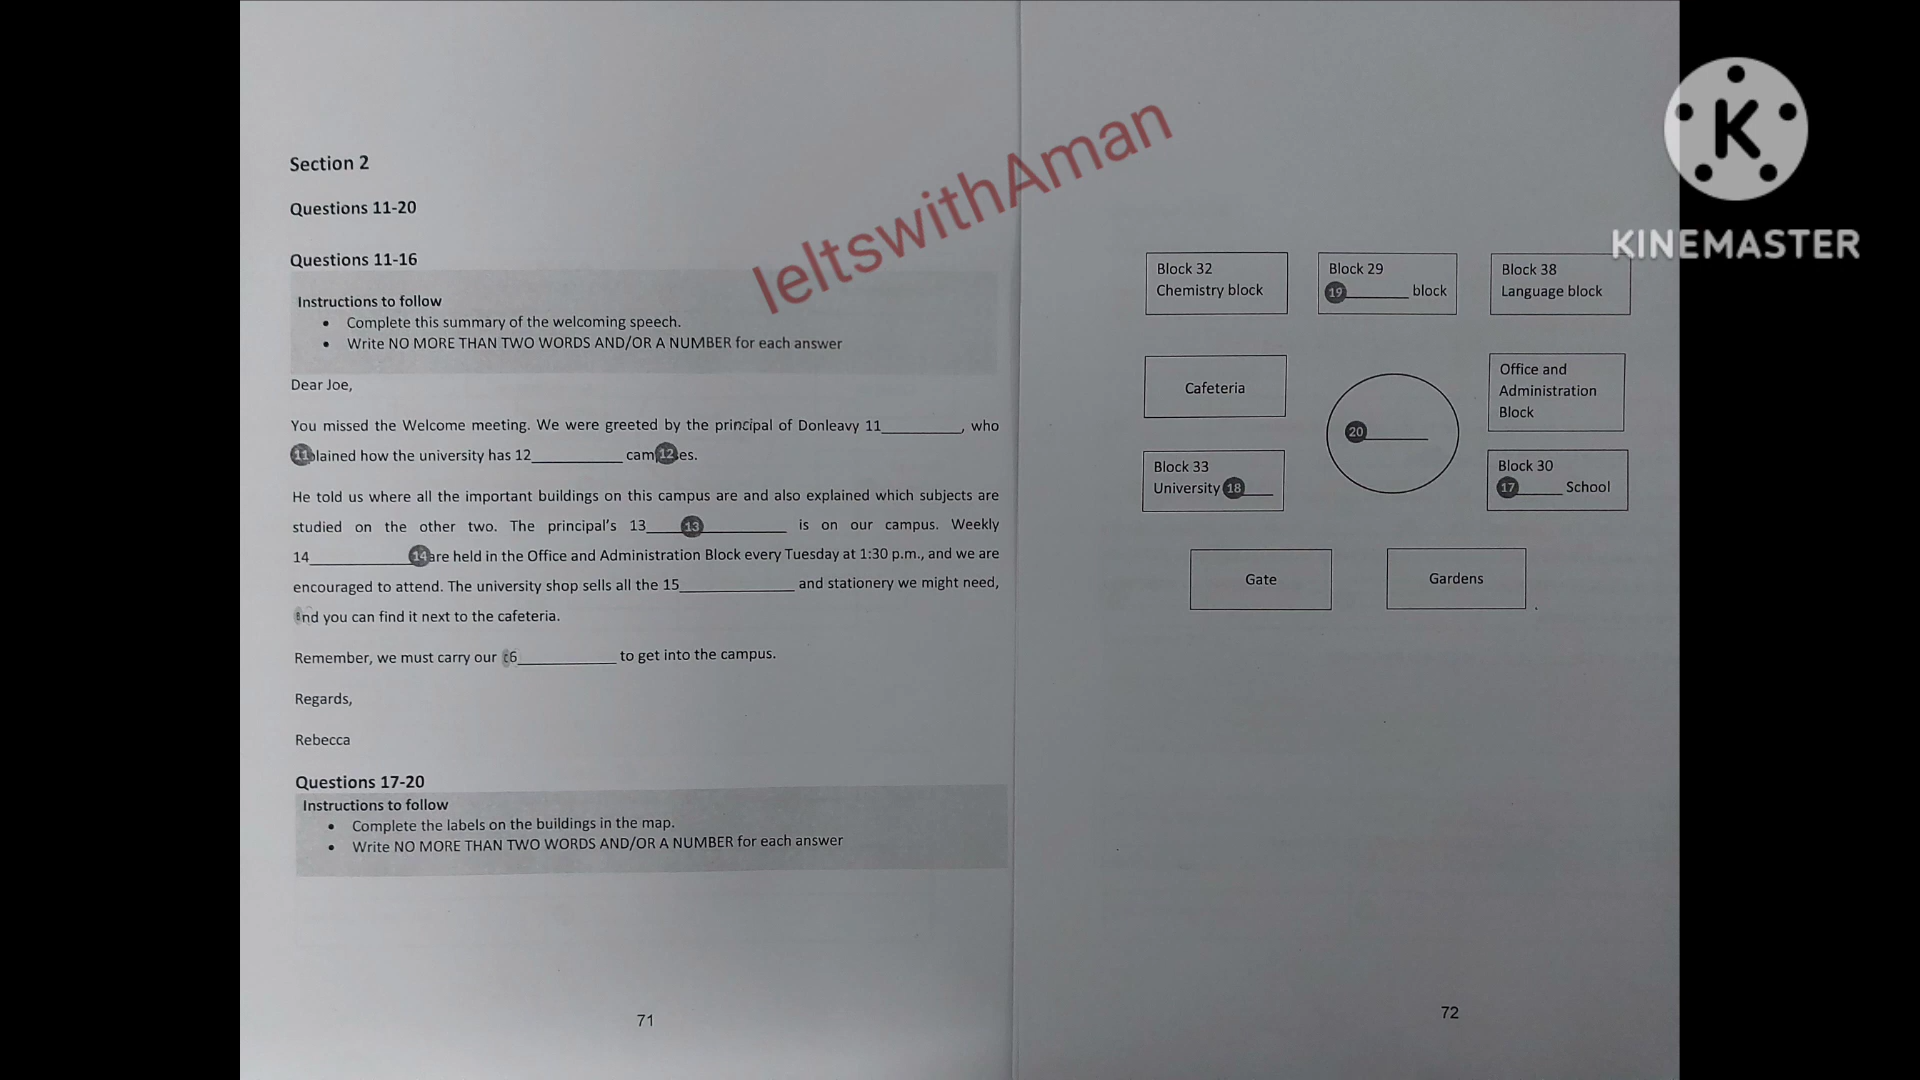 Section 2
Questions 11-20
Questions 11-16
Instructions to follow
• Complete this summary of the welcoming speech.
• Write NO MORE THAN TWO WORDS AND/OR A NUMBER for each answer
Dear Joe,
You missed the Welcome meeting. We were greeted by the principal of Donleavy 11__________, who
11 lained how the university has 12____________ cam 12 es.
He told us where all the important buildings on this campus are and also explained which subjects are
studied on the other two. The principal's 13____ 13 __________ is on our campus. Weekly
14_____________ 14 are held in the Office and Administration Block every Tuesday at 1:30 p.m., and we are
encouraged to attend. The university shop sells all the 15_______________ and stationery we might need,
nd you can find it next to the cafeteria.
Remember, we must carry our 6_____________ to get into the campus.
Regards,
Rebecca
Questions 17-20
Instructions to follow
• Complete the labels on the buildings in the map.
• Write NO MORE THAN TWO WORDS AND/OR A NUMBER for each answer
71
IeltswithAman
Block 32
Chemistry block
Block 29
19 ________ block
Block 38
Language block
Cafeteria
20 ________
Office and
Administration
Block
Block 33
University 18 ____
Block 30
17 ______ School
Gate
Gardens
72
K
KINEMASTER